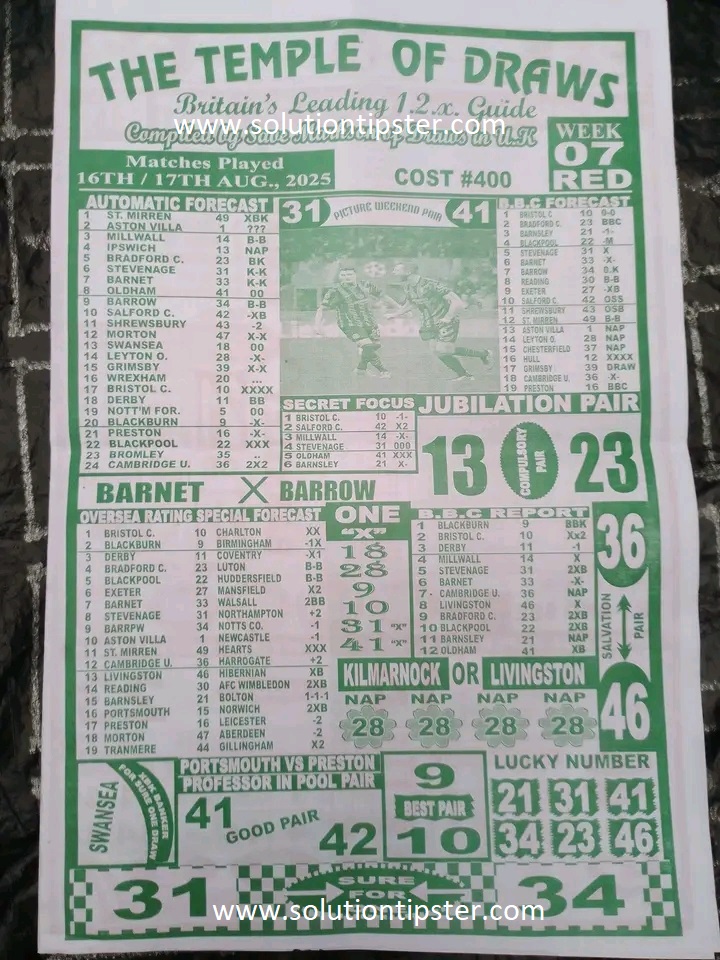 THE TEMPLE OF DRAWS
Britain's Leading 1.2.x. Guide
www.solutiontipster.com
Compiled by of Draws in U.K
WEEK
07
RED
Matches Played
16TH / 17TH AUG., 2025
COST #400
AUTOMATIC FORECAST
1 ST. MIRREN 49 XBK
2 ASTON VILLA 1 ???
3 MILLWALL 14 B-B
4 IPSWICH 13 NAP
5 BRADFORD C. 23 BK
6 STEVENAGE 31 K-K
7 BARNET 33 K-K
8 OLDHAM 41 00
9 BARROW 34 B-B
10 SALFORD C. 42 -XB
11 SHREWSBURY 43 -2
12 MORTON 47 X-X
13 SWANSEA 18 00
14 LEYTON O. 28 -X-
15 GRIMSBY 39 X-X
16 WREXHAM 20 ...
17 BRISTOL C. 10 XXXX
18 DERBY 11 BB
19 NOTT'M FOR. 5 00
20 BLACKBURN 9 -X-
21 PRESTON 16 -X-
22 BLACKPOOL 22 XXX
23 BROMLEY 35 ..
24 CAMBRIDGE U. 36 2X2
31 PICTURE WEEKEND PAIR 41
B.B.C FORECAST
1 BRISTOL C 10 0-0
2 BRADFORD C. 23 BBC
3 BARNSLEY 21 -1-
4 BLACKPOOL 22 -M
5 STEVENAGE 31 X
6 BARNET 33 -X-
7 BARROW 34 B.K
8 READING 30 B-B
9 EXETER 27 -XB
10 SALFORD C. 42 OSS
11 SHREWSBURY 43 OSB
12 ST. MIRREN 49 B-B
13 ASTON VILLA 1 NAP
14 LEYTON O. 28 NAP
15 CHESTERFIELD 37 NAP
16 HULL 12 XXXX
17 GRIMSBY 39 DRAW
18 CAMBRIDGE U. 36 -X-
19 PRESTON 16 BBC
SECRET FOCUS
1 BRISTOL C. 10 -1-
2 SALFORD C. 42 X2
3 MILLWALL 14 -X-
4 STEVENAGE 31 000
5 OLDHAM 41 XXX
6 BARNSLEY 21 X-
JUBILATION PAIR
13 COMPULSORY PAIR 23
BARNET X BARROW
OVERSEA RATING SPECIAL FORECAST
1 BRISTOL C. 10 CHARLTON XX
2 BLACKBURN 9 BIRMINGHAM -1X
3 DERBY 11 COVENTRY -X1
4 BRADFORD C. 23 LUTON B-B
5 BLACKPOOL 22 HUDDERSFIELD B-B
6 EXETER 27 MANSFIELD X2
7 BARNET 33 WALSALL 2BB
8 STEVENAGE 31 NORTHAMPTON +2
9 BARRPW 34 NOTTS CO. -1
10 ASTON VILLA 1 NEWCASTLE -1
11 ST. MIRREN 49 HEARTS XXX
12 CAMBRIDGE U. 36 HARROGATE +2
13 LIVINGSTON 46 HIBERNIAN XB
14 READING 30 AFC WIMBLEDON 2XB
15 BARNSLEY 21 BOLTON 1-1-1
16 PORTSMOUTH 15 NORWICH 2XB
17 PRESTON 16 LEICESTER -2
18 MORTON 47 ABERDEEN -2
19 TRANMERE 44 GILLINGHAM X2
ONE
"X"
18
28
9
10
31 "X"
41 "X"
B.B.C REPORT
1 BLACKBURN 9 BBK
2 BRISTOL C. 10 Xx2
3 DERBY 11 -1
4 MILLWALL 14 X
5 STEVENAGE 31 2XB
6 BARNET 33 -X-
7 CAMBRIDGE U. 36 NAP
8 LIVINGSTON 46 X
9 BRADFORD C. 23 2XB
10 BLACKPOOL 22 2XB
11 BARNSLEY 21 NAP
12 OLDHAM 41 XB
36
SALVATION PAIR
46
KILMARNOCK OR LIVINGSTON
NAP NAP NAP NAP
28 28 28 28
SWANSEA
XBK BANKER
FOR SURE ONE DRAW
PORTSMOUTH VS PRESTON
PROFESSOR IN POOL PAIR
41 GOOD PAIR 42
9
BEST PAIR
10
LUCKY NUMBER
21 31 41
34 23 46
31 SURE FOR 34
www.solutiontipster.com